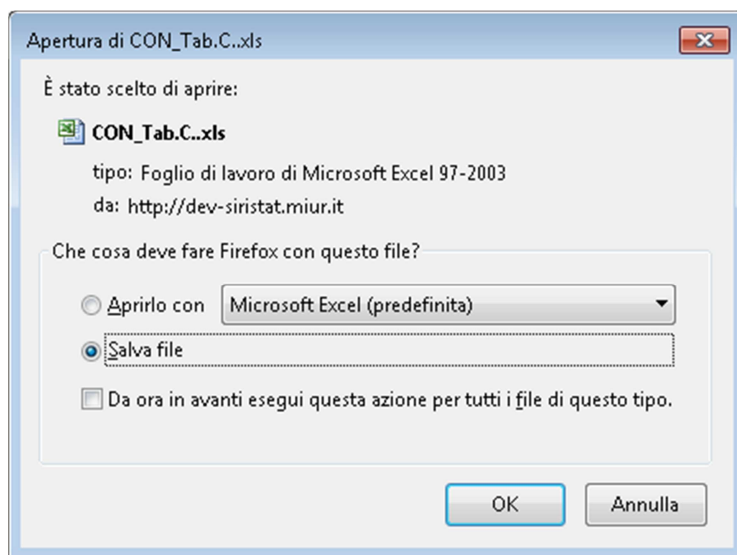 Apertura di CON_Tab.C..xls
È stato scelto di aprire:
CON_Tab.C..xls
tipo: Foglio di lavoro di Microsoft Excel 97-2003
da: http://dev-siristat.miur.it
Che cosa deve fare Firefox con questo file?
Aprirlo con Microsoft Excel (predefinita)
Salva file
Da ora in avanti esegui questa azione per tutti i file di questo tipo.
OK Annulla